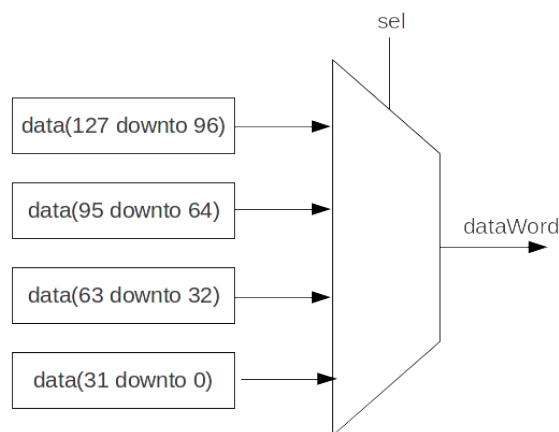 sel
data(127 downto 96)
data(95 downto 64)
dataWord
data(63 downto 32)
data(31 downto 0)